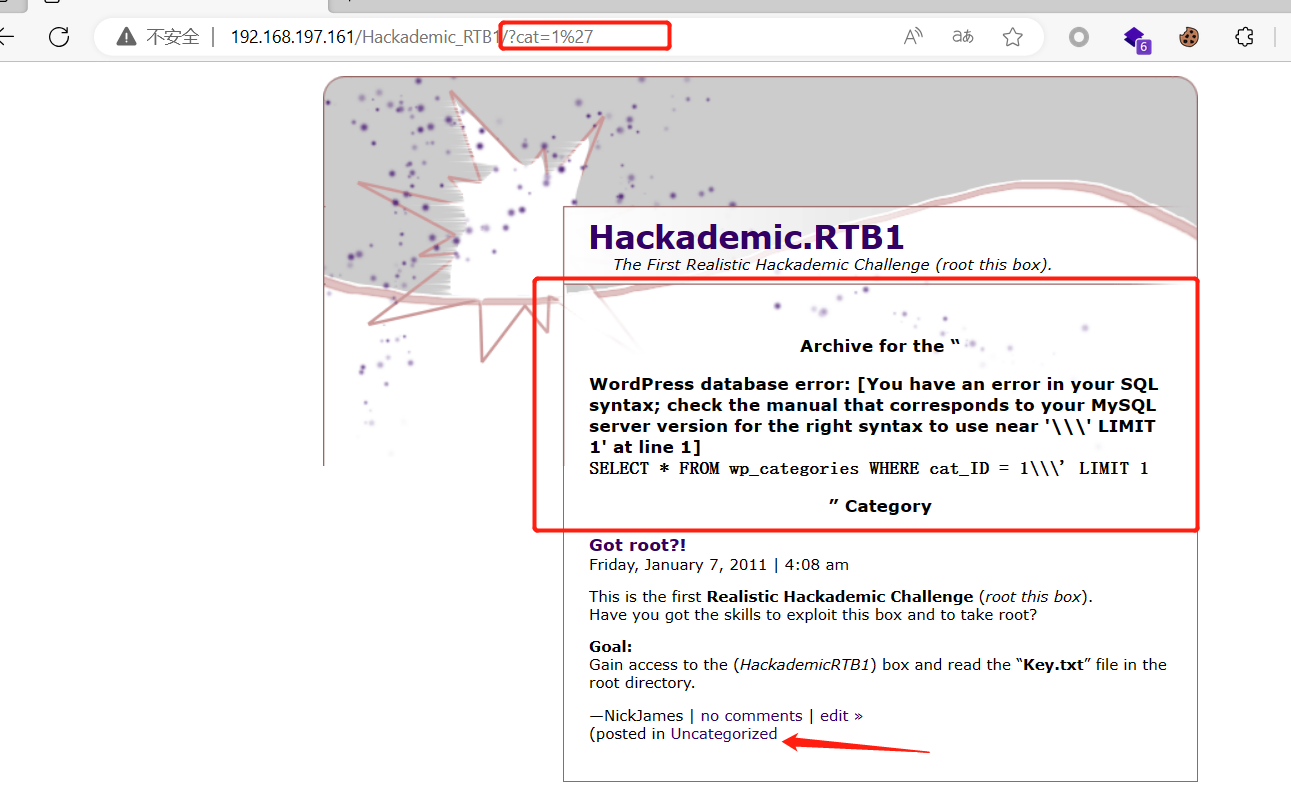 不安全 | 192.168.197.161/Hackademic_RTB1/?cat=1%27
A
aあ
6
Hackademic.RTB1
The First Realistic Hackademic Challenge (root this box).
Archive for the “
WordPress database error: [You have an error in your SQL
syntax; check the manual that corresponds to your MySQL
server version for the right syntax to use near '\\\' LIMIT
1' at line 1]
SELECT * FROM wp_categories WHERE cat_ID = 1\\\’ LIMIT 1
” Category
Got root?!
Friday, January 7, 2011 | 4:08 am
This is the first Realistic Hackademic Challenge (root this box).
Have you got the skills to exploit this box and to take root?
Goal:
Gain access to the (HackademicRTB1) box and read the “Key.txt” file in the
root directory.
—NickJames | no comments | edit »
(posted in Uncategorized